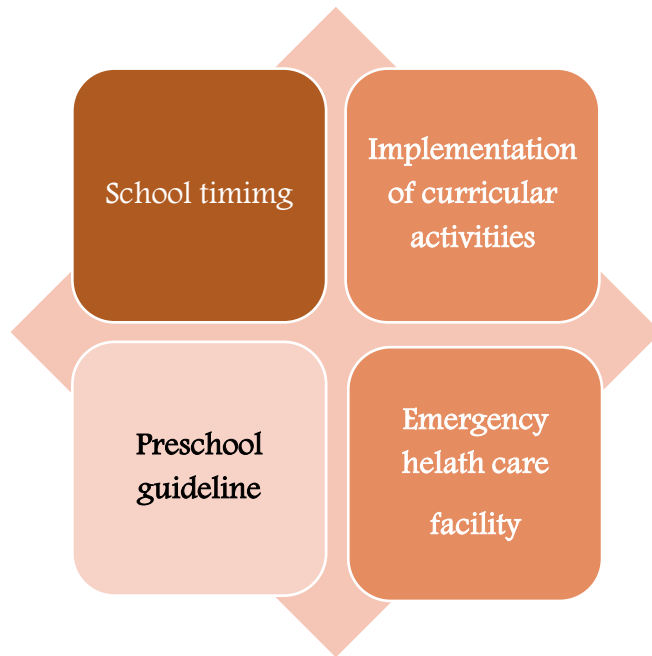 School timimg
Implementation
of curricular
activitiies
Preschool
guideline
Emergency
helath care
facility